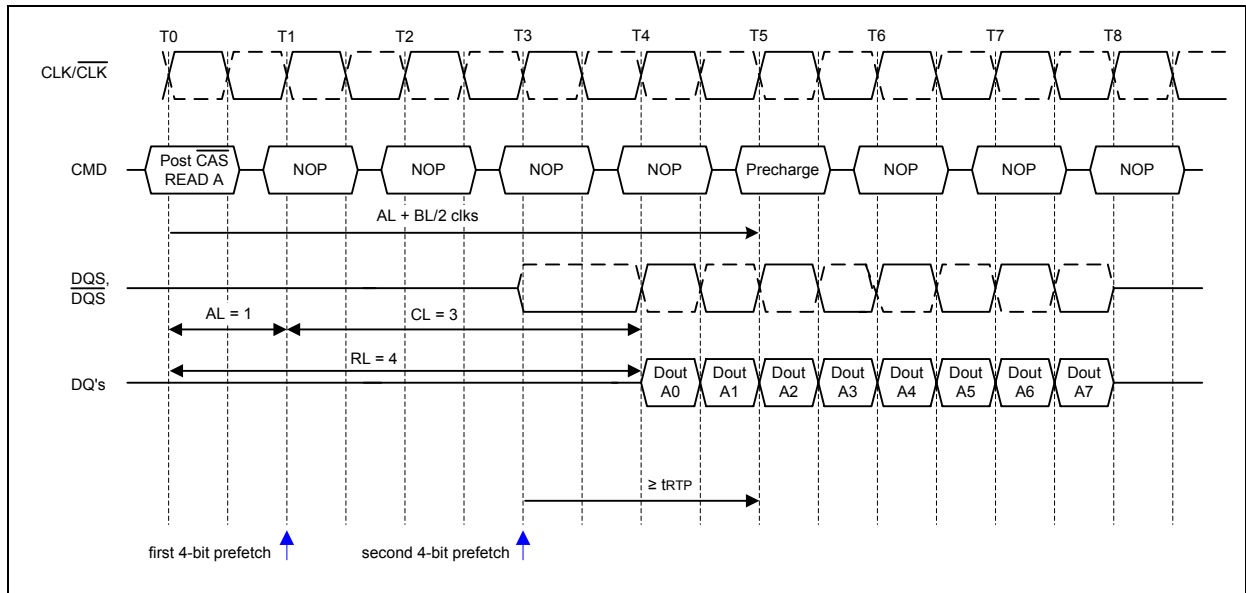 T0 T1 T2 T3 T4 T5 T6 T7 T8
CLK/CLK
CMD
Post CAS
READ A
NOP NOP NOP NOP Precharge NOP NOP NOP
AL + BL/2 clks
DQS,
DQS
AL = 1
CL = 3
RL = 4
DQ's
Dout
A0
Dout
A1
Dout
A2
Dout
A3
Dout
A4
Dout
A5
Dout
A6
Dout
A7
≥ tRTP
first 4-bit prefetch
second 4-bit prefetch